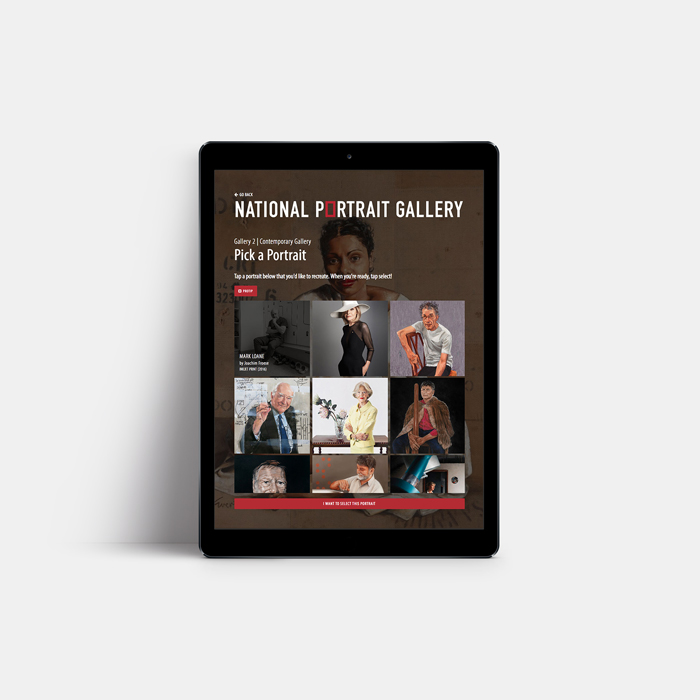 GO BACK
NATIONAL PORTRAIT GALLERY
Gallery 2 | Contemporary Gallery
Pick a Portrait
Tap a portrait below that you'd like to recreate. When you're ready, tap select!
MARK LOANE
by Joachim Froese
INKJET PRINT (2016)
I WANT TO SELECT THIS PORTRAIT